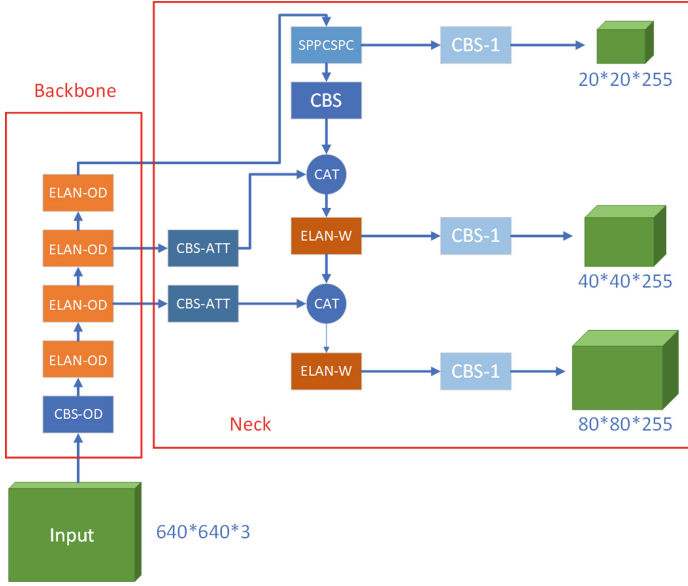 SPPCSPC
CBS-1
20*20*255
Backbone
CBS
ELAN-OD
CAT
ELAN-OD
CBS-ATT
ELAN-W
CBS-1
40*40*255
ELAN-OD
CBS-ATT
CAT
ELAN-OD
ELAN-W
CBS-1
CBS-OD
Neck
80*80*255
Input
640*640*3